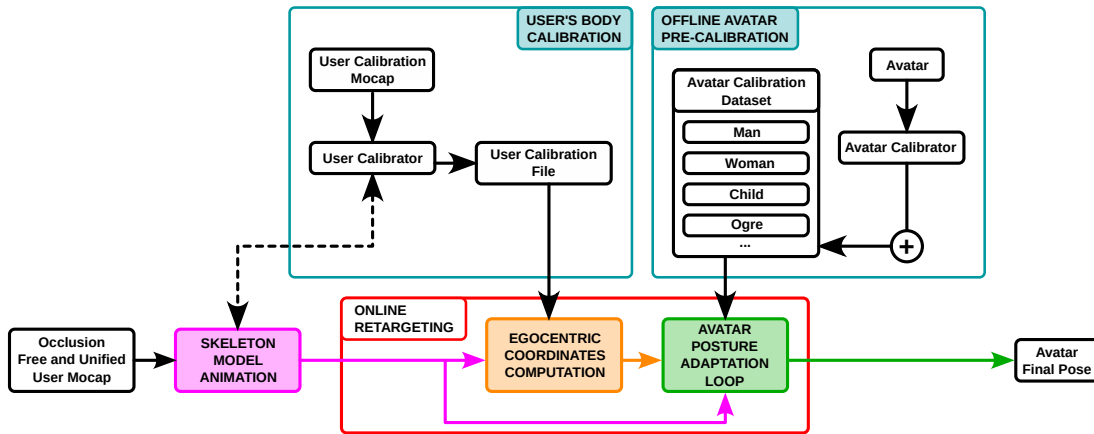 USER'S BODY
CALIBRATION
User Calibration
Mocap
User Calibrator
User Calibration
File
OFFLINE AVATAR
PRE-CALIBRATION
Avatar Calibration
Dataset
Man
Woman
Child
Ogre
...
Avatar
Avatar Calibrator
+
Occlusion
Free and Unified
User Mocap
SKELETON
MODEL
ANIMATION
ONLINE
RETARGETING
EGOCENTRIC
COORDINATES
COMPUTATION
AVATAR
POSTURE
ADAPTATION
LOOP
Avatar
Final Pose